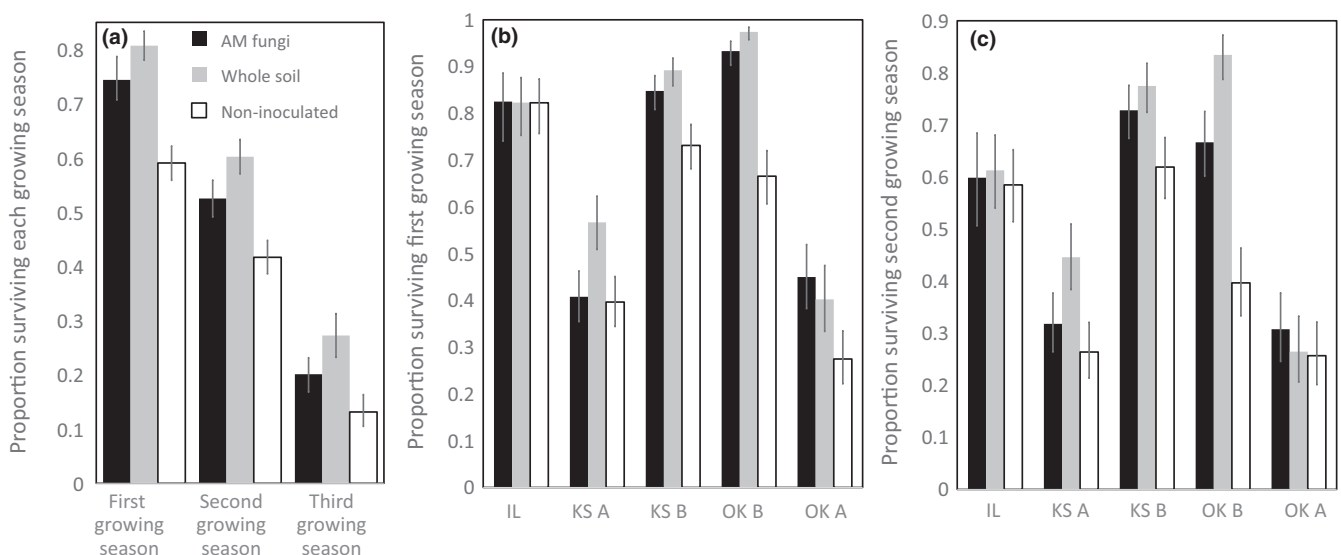 (a)
AM fungi
Whole soil
Non-inoculated
Proportion surviving each growing season
0.8
0.7
0.6
0.5
0.4
0.3
0.2
0.1
0
First growing season
Second growing season
Third growing season
(b)
Proportion surviving first growing season
1
0.9
0.8
0.7
0.6
0.5
0.4
0.3
0.2
0.1
0
IL KS A KS B OK B OK A
(c)
Proportion surviving second growing season
0.9
0.8
0.7
0.6
0.5
0.4
0.3
0.2
0.1
0
IL KS A KS B OK B OK A